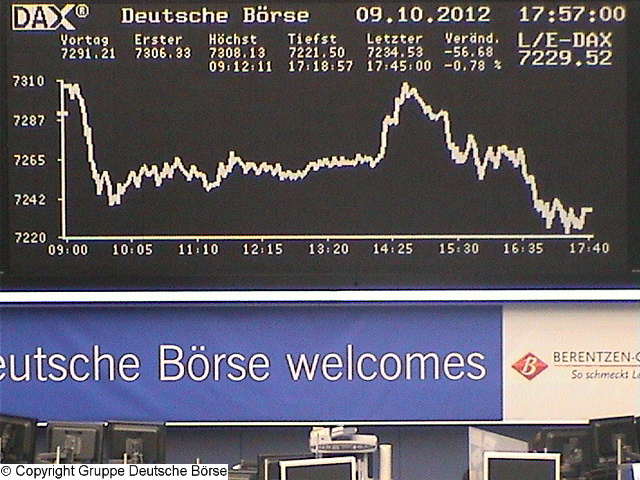 DAX® Deutsche Börse 09.10.2012 17:57:00
Vortag Erster Höchst Tiefst Letzter Veränd. L/E-DAX
7291.21 7306.33 7308.13 7221.50 7234.53 -56.68 7229.52
09:12:11 17:18:57 17:45:00 -0.78 %
7310
7287
7265
7242
7220
09:00 10:05 11:10 12:15 13:20 14:25 15:30 16:35 17:40
eutsche Börse welcomes
B BERENTZEN-G
So schmeckt Le
© Copyright Gruppe Deutsche Börse